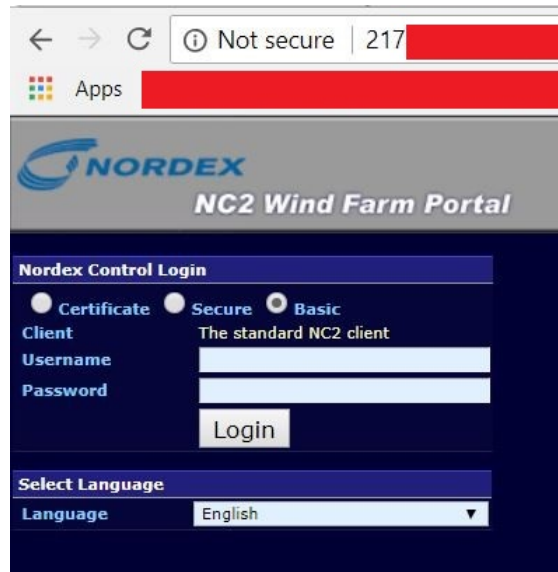 Not secure | 217
Apps
NORDEX
NC2 Wind Farm Portal
Nordex Control Login
Certificate Secure Basic
Client The standard NC2 client
Username
Password
Login
Select Language
Language English